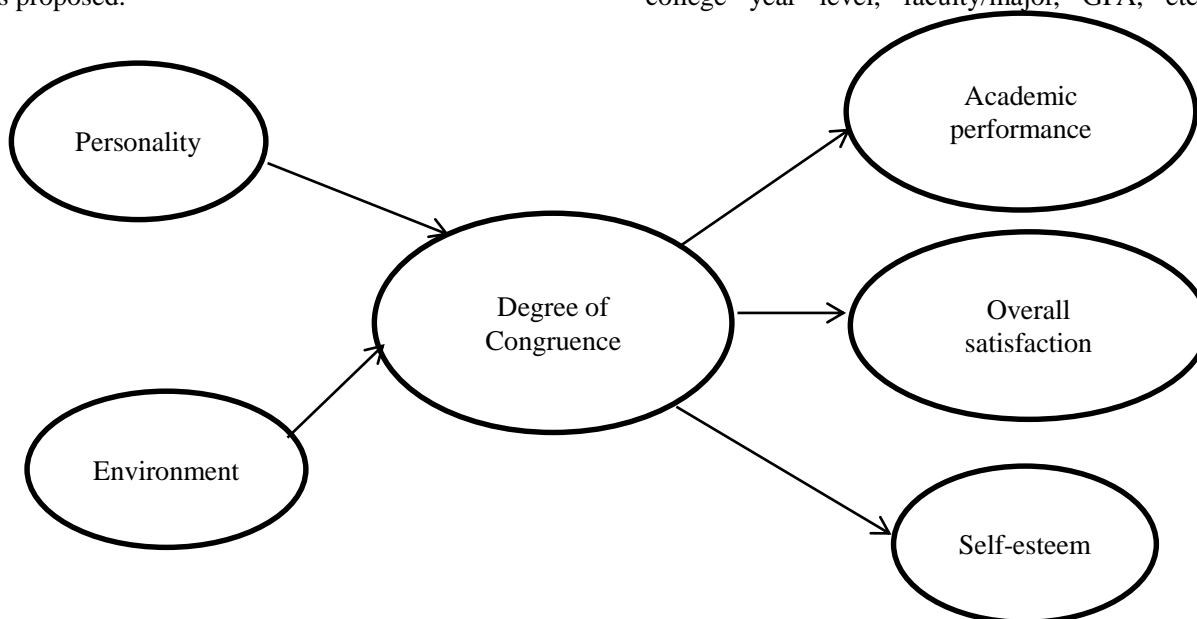 s proposed.
college year level, faculty/major, GPA, etc
Personality
Academic
performance
Degree of
Congruence
Overall
satisfaction
Environment
Self-esteem